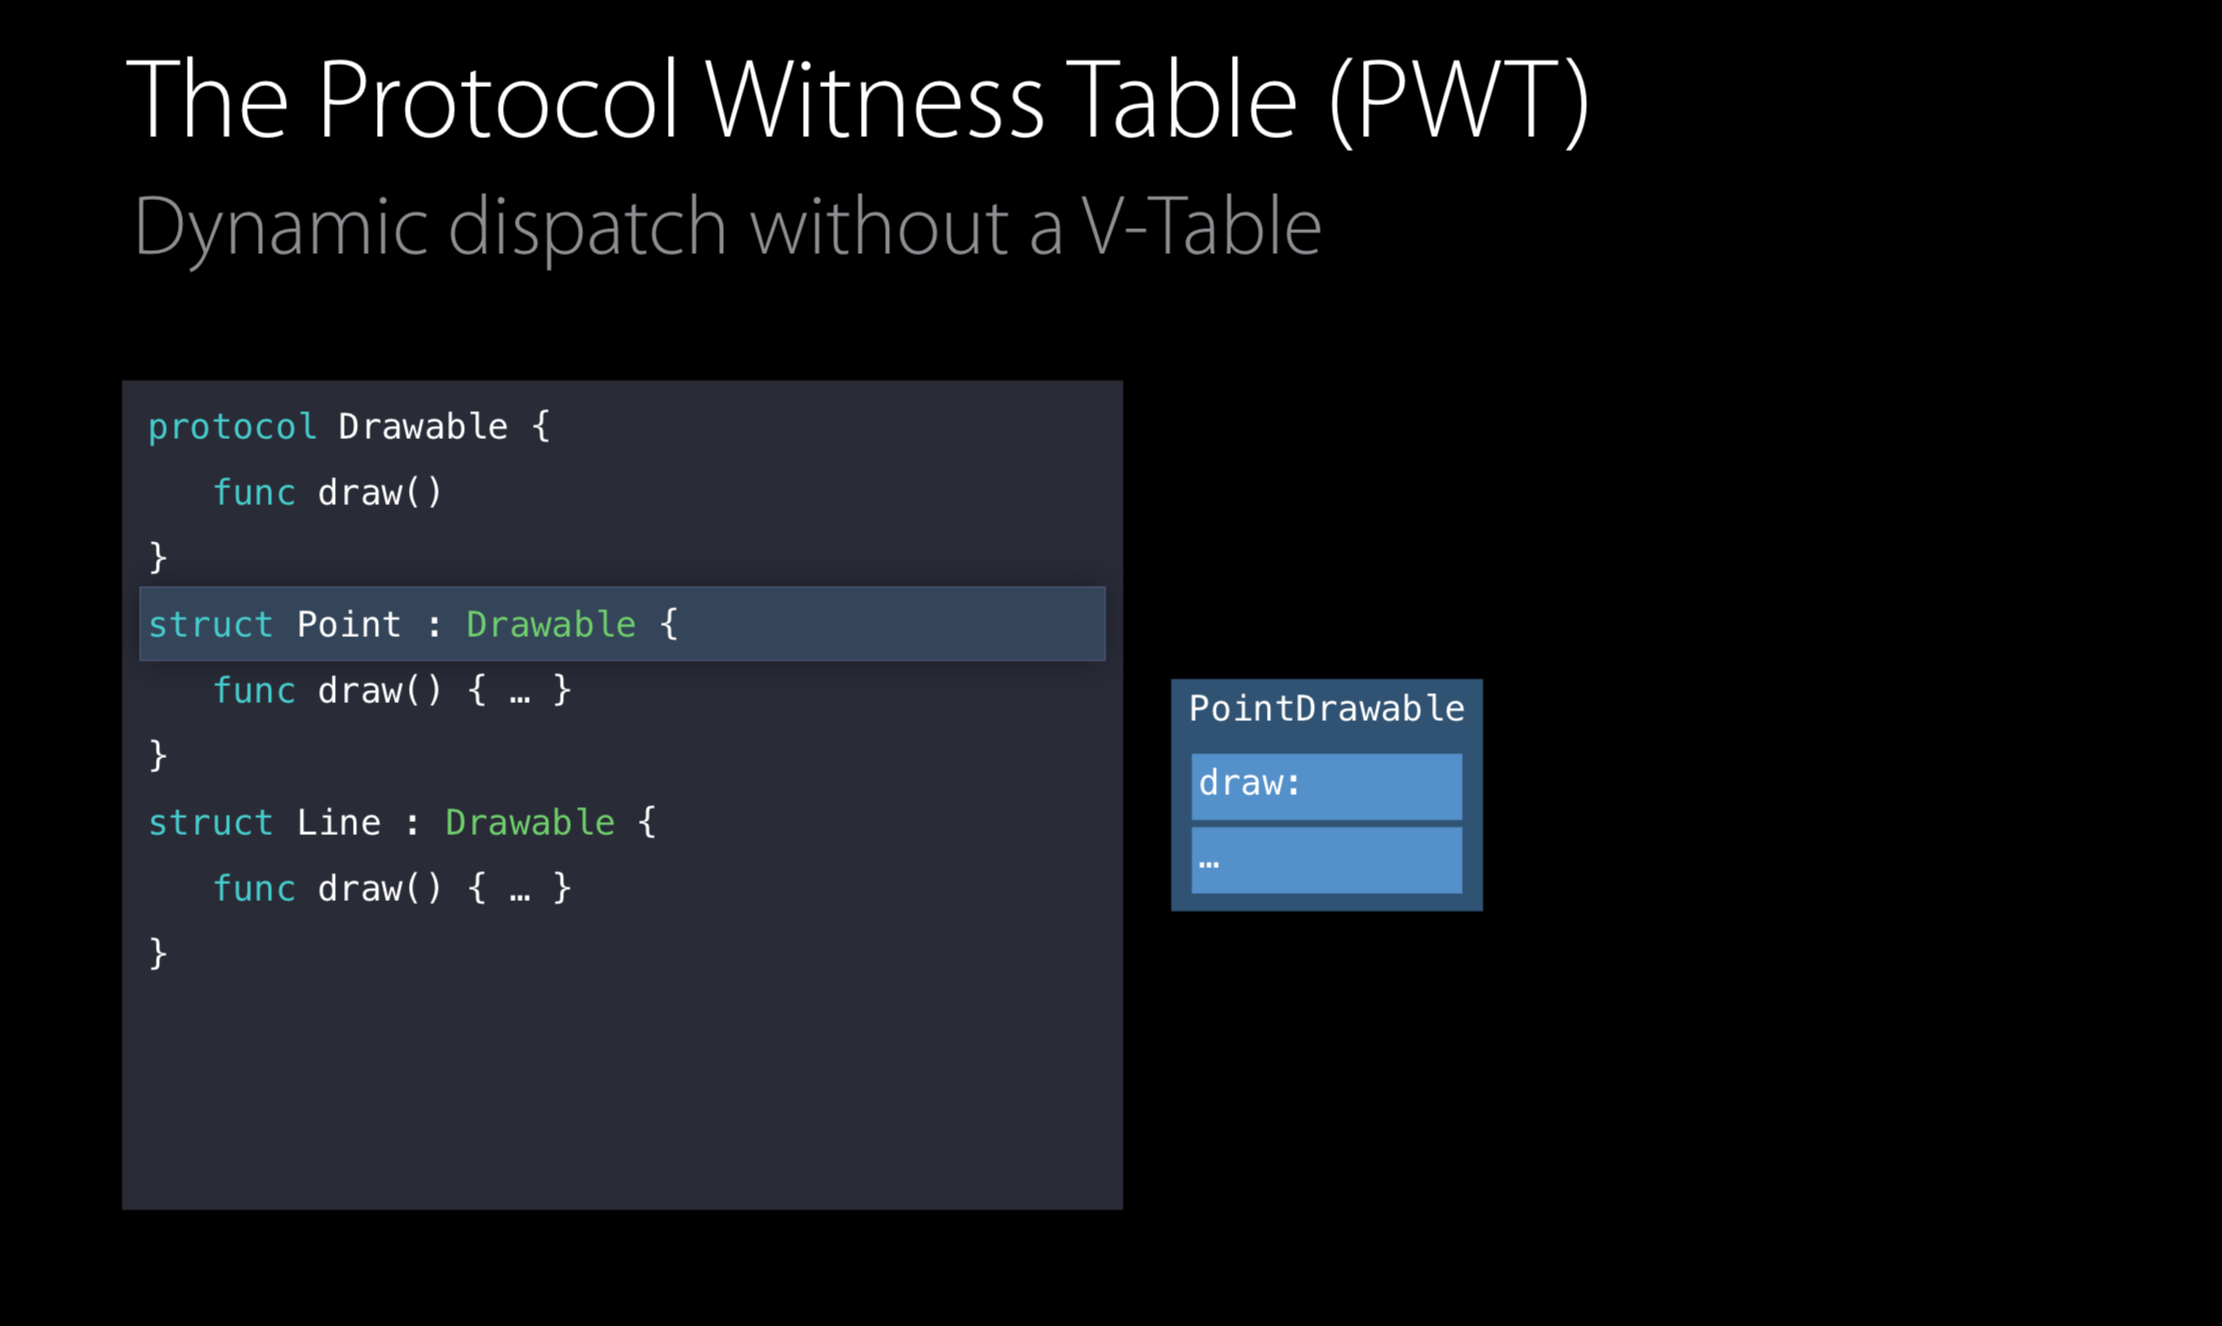 The Protocol Witness Table (PWT)
Dynamic dispatch without a V-Table
protocol Drawable {
func draw()
}
struct Point : Drawable {
func draw() { … }
}
struct Line : Drawable {
func draw() { … }
}
PointDrawable
draw:
…